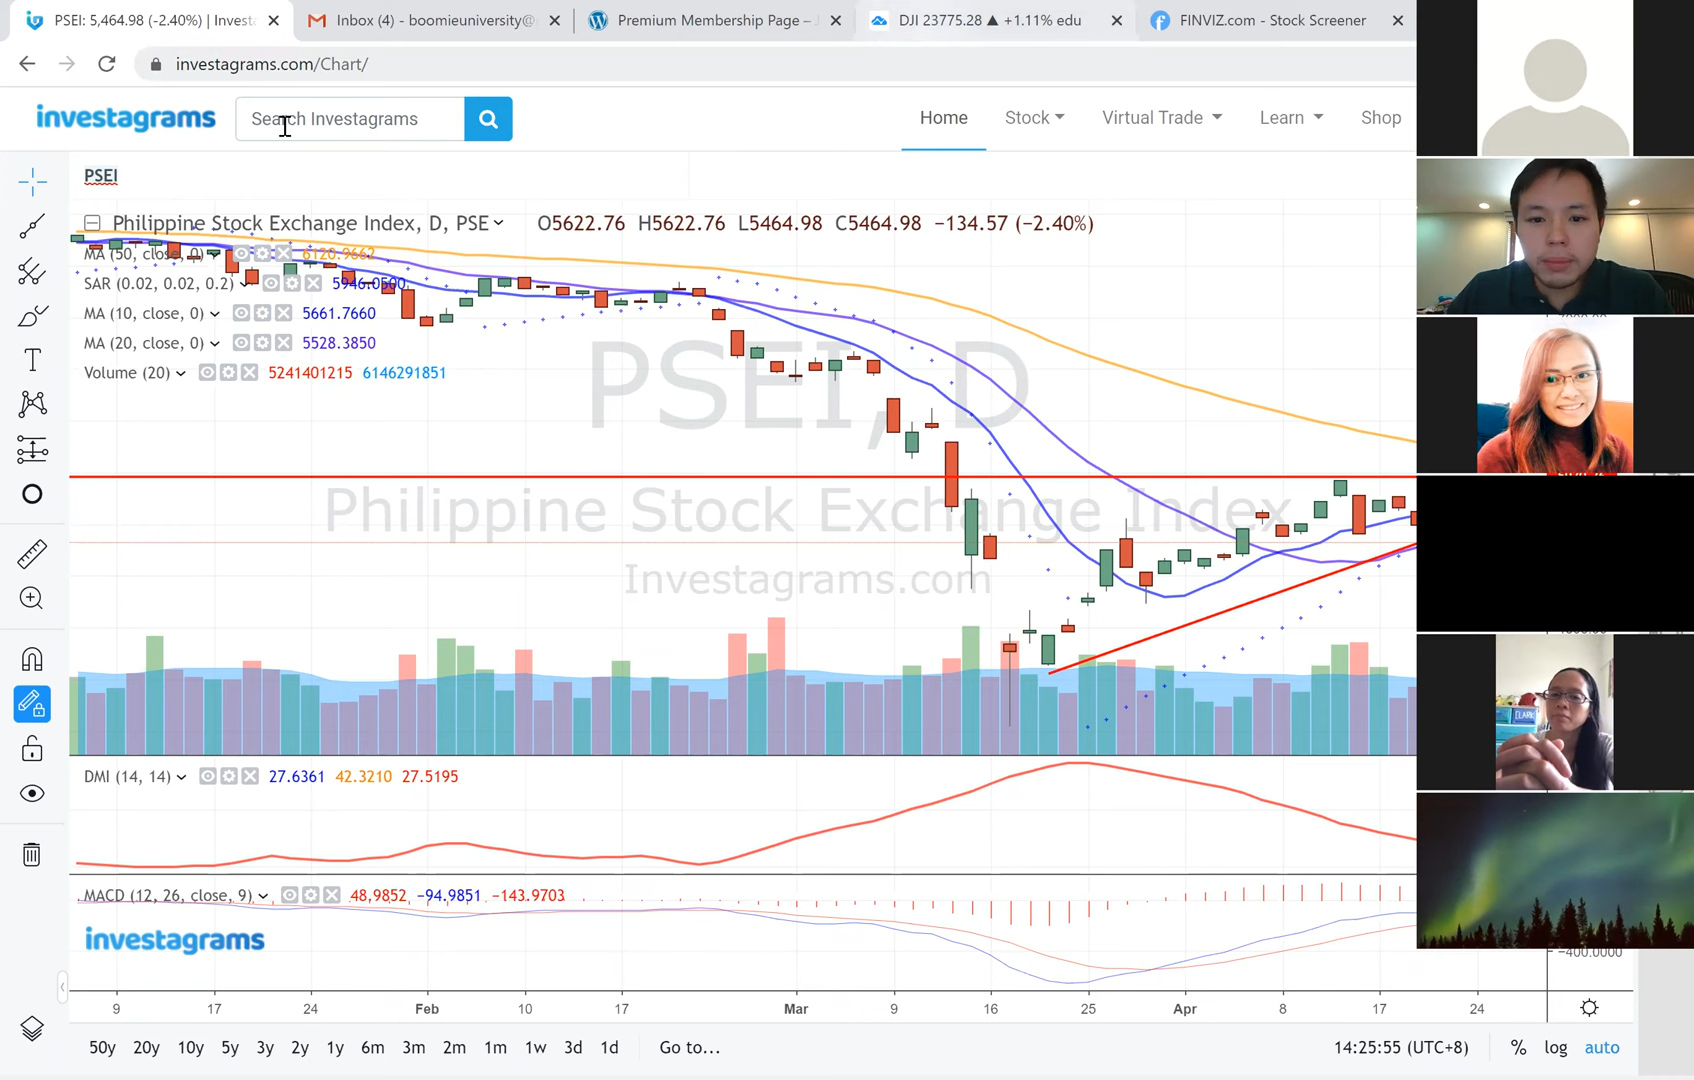 PSEI: 5,464.98 (-2.40%) | Invest
Inbox (4) - boomieuniversity@
Premium Membership Page –
DJI 23775.28 ▲ +1.11% edu
FINVIZ.com - Stock Screener
investagrams.com/Chart/
investagrams
Search Investagrams
Home
Stock
Virtual Trade
Learn
Shop
PSEI
Philippine Stock Exchange Index, D, PSE
O5622.76 H5622.76 L5464.98 C5464.98 −134.57 (−2.40%)
MA (50, close, 0) 6120.9662
SAR (0.02, 0.02, 0.2) 5946.0500
MA (10, close, 0) 5661.7660
MA (20, close, 0) 5528.3850
Volume (20) 5241401215 6146291851
PSEI, D
Philippine Stock Exchange Index
Investagrams.com
CLARK
DMI (14, 14) 27.6361 42.3210 27.5195
MACD (12, 26, close, 9) 48.9852 −94.9851 −143.9703
investagrams
−400.0000
9 17 24 Feb 10 17 Mar 9 16 25 Apr 8 17 24
50y 20y 10y 5y 3y 2y 1y 6m 3m 2m 1m 1w 3d 1d Go to...
14:25:55 (UTC+8) % log auto